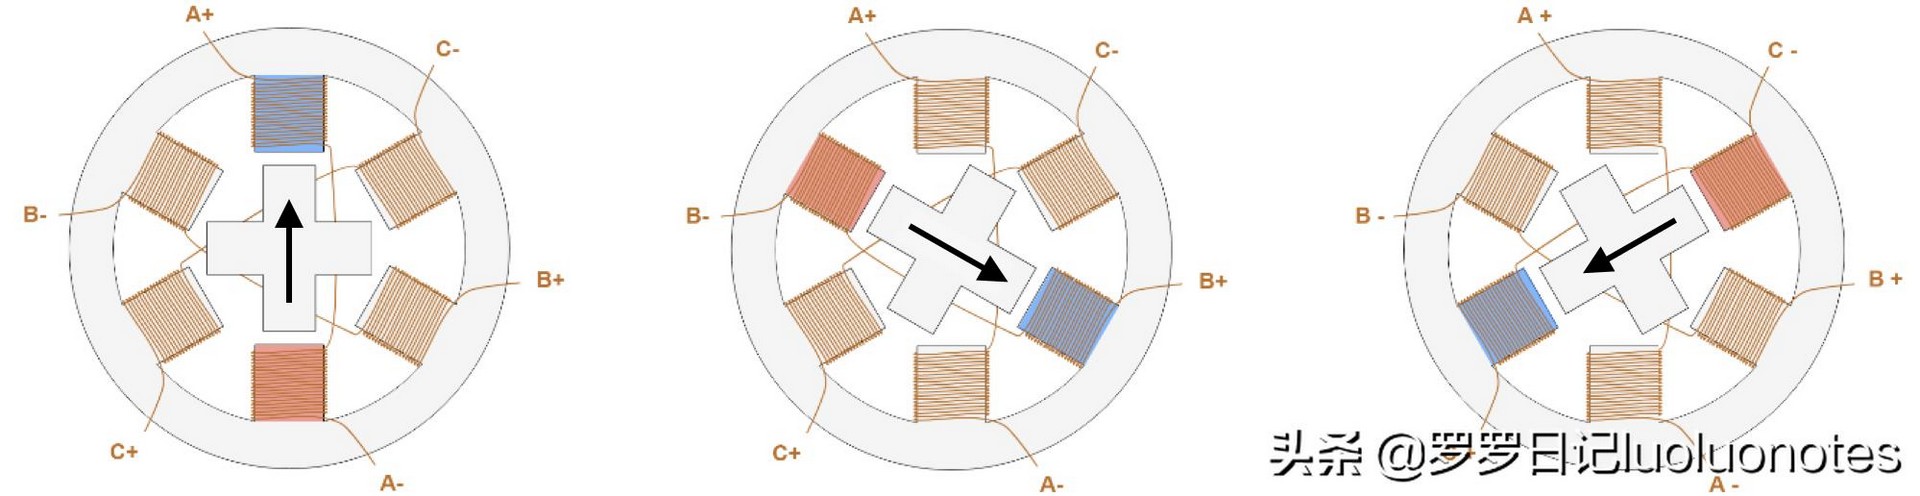 A+
C-
B-
B+
C+
A-
A+
C-
B-
B+
C+
A-
A +
C -
B -
B +
头条 @罗罗日记luoluonotes
A -